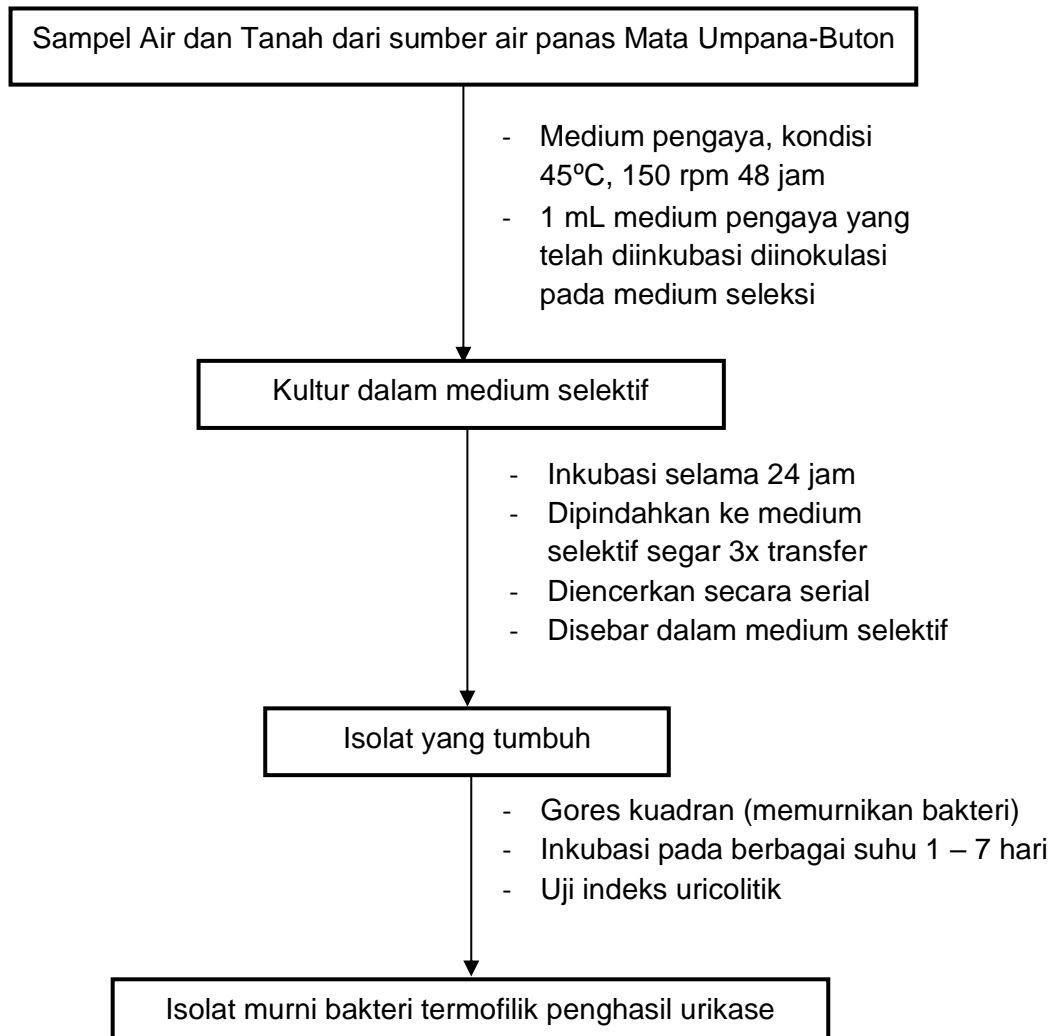 Sampel Air dan Tanah dari sumber air panas Mata Umpana-Buton
- Medium pengaya, kondisi
45ºC, 150 rpm 48 jam
- 1 mL medium pengaya yang
telah diinkubasi diinokulasi
pada medium seleksi
Kultur dalam medium selektif
- Inkubasi selama 24 jam
- Dipindahkan ke medium
selektif segar 3x transfer
- Diencerkan secara serial
- Disebar dalam medium selektif
Isolat yang tumbuh
- Gores kuadran (memurnikan bakteri)
- Inkubasi pada berbagai suhu 1 – 7 hari
- Uji indeks uricolitik
Isolat murni bakteri termofilik penghasil urikase